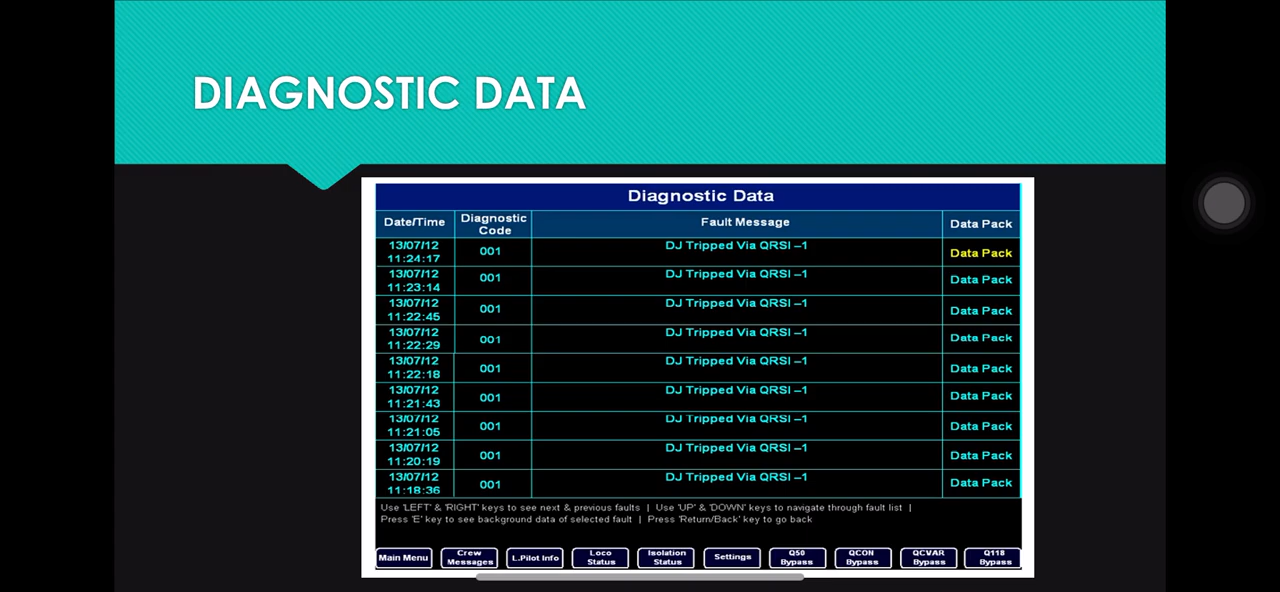 DIAGNOSTIC DATA
Diagnostic Data
Date/Time Diagnostic Code Fault Message Data Pack
13/07/12 11:24:17 001 DJ Tripped Via QRSI –1 Data Pack
13/07/12 11:23:14 001 DJ Tripped Via QRSI –1 Data Pack
13/07/12 11:22:45 001 DJ Tripped Via QRSI –1 Data Pack
13/07/12 11:22:29 001 DJ Tripped Via QRSI –1 Data Pack
13/07/12 11:22:18 001 DJ Tripped Via QRSI –1 Data Pack
13/07/12 11:21:43 001 DJ Tripped Via QRSI –1 Data Pack
13/07/12 11:21:05 001 DJ Tripped Via QRSI –1 Data Pack
13/07/12 11:20:19 001 DJ Tripped Via QRSI –1 Data Pack
13/07/12 11:18:36 001 DJ Tripped Via QRSI –1 Data Pack
Use 'LEFT' & 'RIGHT' keys to see next & previous faults | Use 'UP' & 'DOWN' keys to navigate through fault list |
Press 'E' key to see background data of selected fault | Press 'Return/Back' key to go back
Main Menu Crew Messages L.Pilot Info Loco Status Isolation Status Settings Q50 Bypass QCON Bypass QCVAR Bypass Q118 Bypass